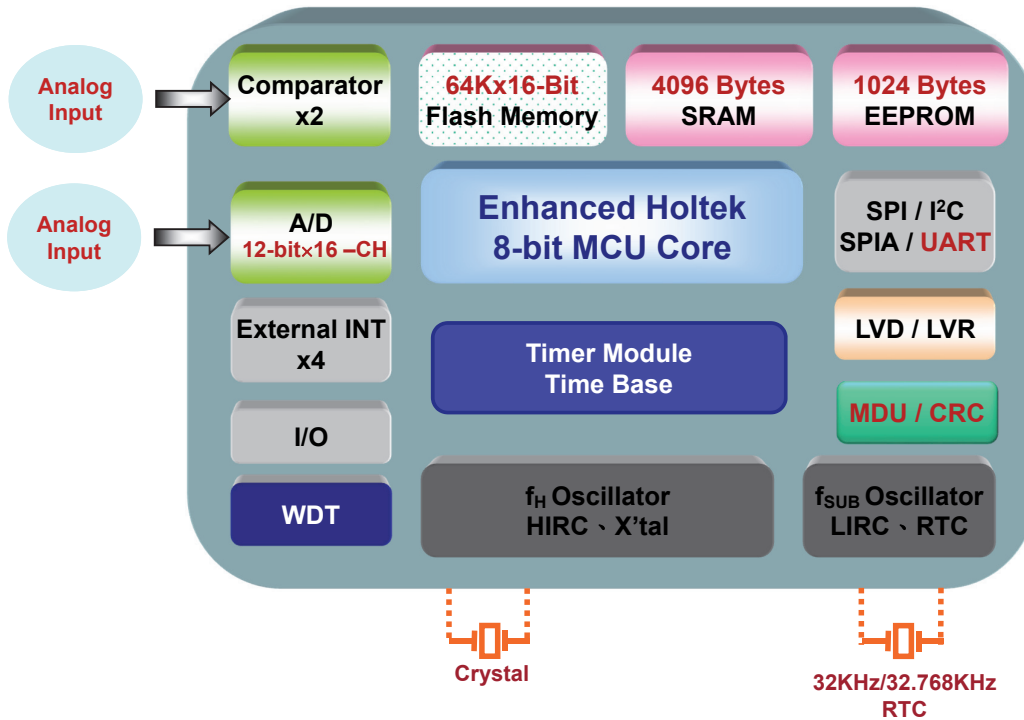 Analog
Input
Comparator
x2
64Kx16-Bit
Flash Memory
4096 Bytes
SRAM
1024 Bytes
EEPROM
Analog
Input
A/D
12-bit×16 –CH
Enhanced Holtek
8-bit MCU Core
SPI / I²C
SPIA / UART
External INT
x4
Timer Module
Time Base
LVD / LVR
MDU / CRC
I/O
WDT
fH Oscillator
HIRC、X’tal
fSUB Oscillator
LIRC、RTC
Crystal
32KHz/32.768KHz
RTC